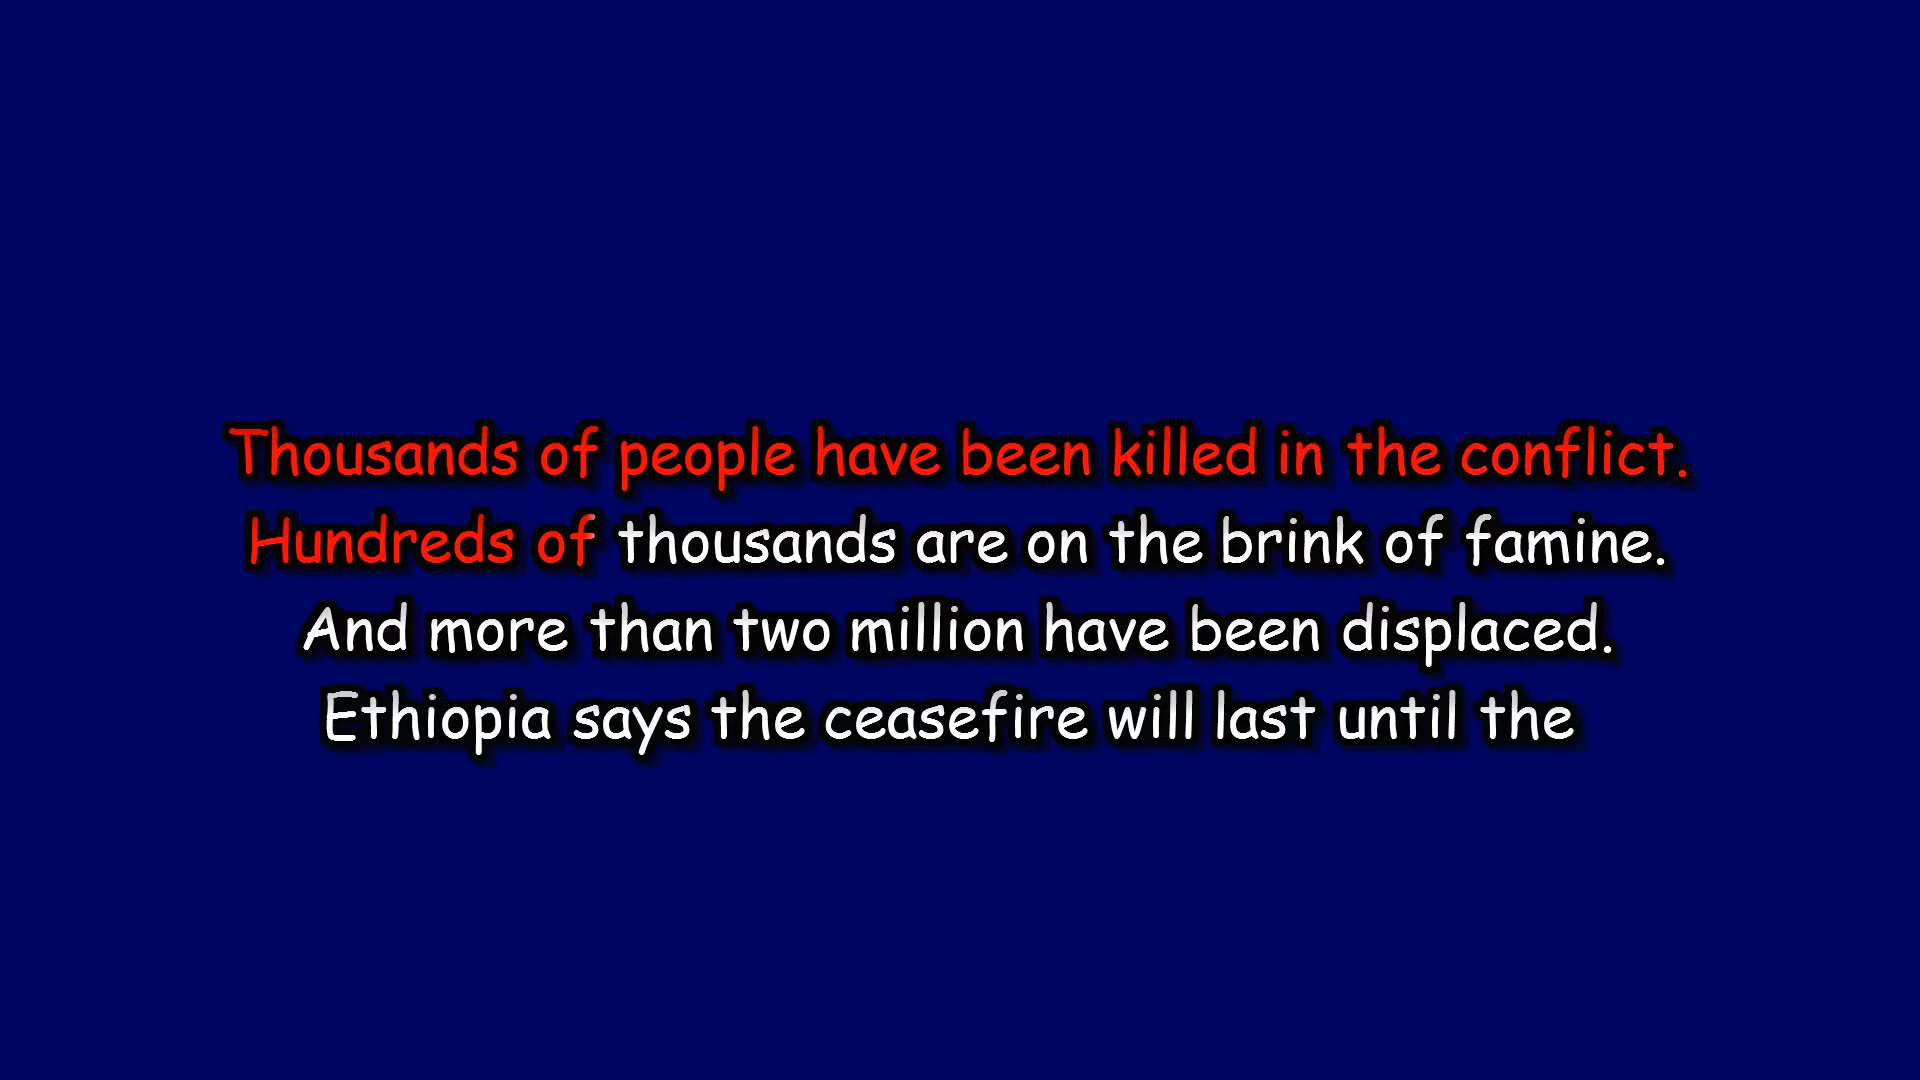 Thousands of people have been killed in the conflict.
Hundreds of thousands are on the brink of famine.
And more than two million have been displaced.
Ethiopia says the ceasefire will last until the